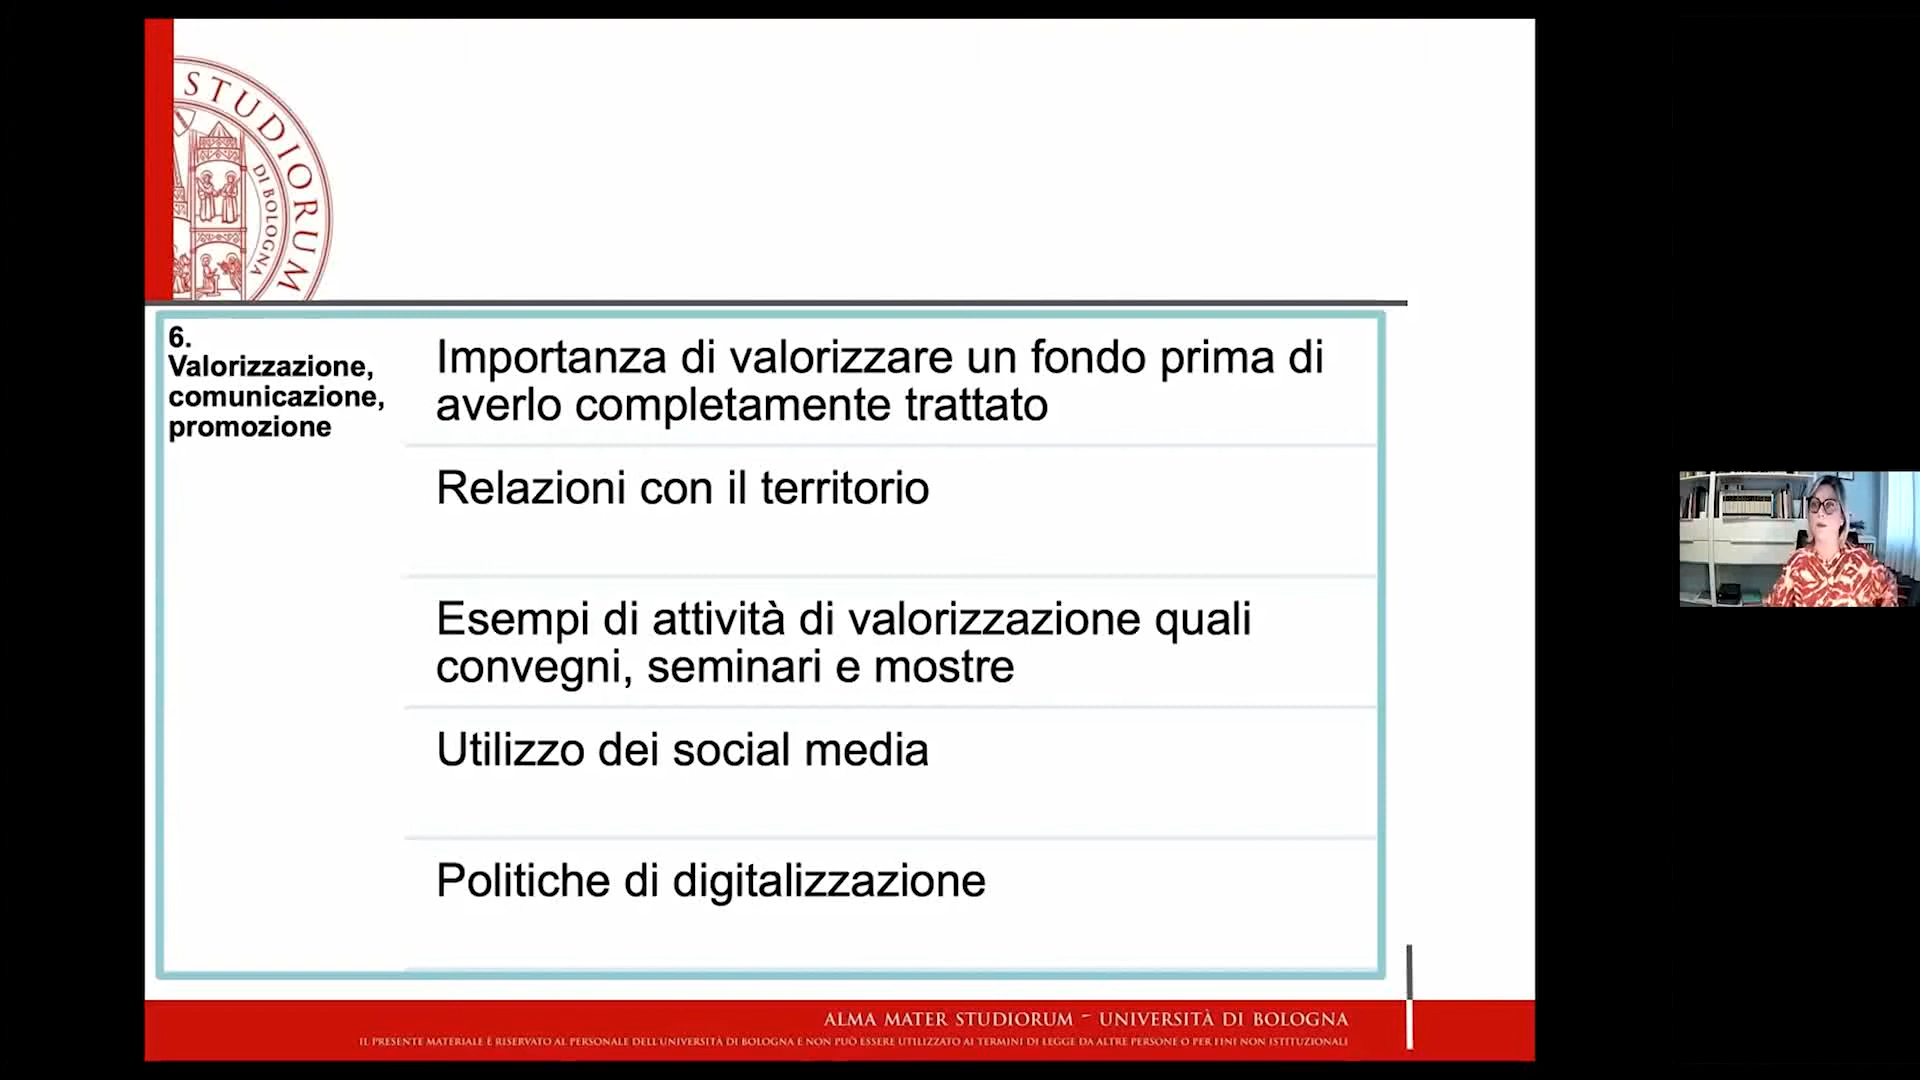 STUDIORUM
DI BOLOGNA
6.
Valorizzazione,
comunicazione,
promozione
Importanza di valorizzare un fondo prima di
averlo completamente trattato
Relazioni con il territorio
Esempi di attività di valorizzazione quali
convegni, seminari e mostre
Utilizzo dei social media
Politiche di digitalizzazione
ALMA MATER STUDIORUM – UNIVERSITÀ DI BOLOGNA
IL PRESENTE MATERIALE È RISERVATO AL PERSONALE DELL'UNIVERSITÀ DI BOLOGNA E NON PUÒ ESSERE UTILIZZATO AI TERMINI DI LEGGE DA ALTRE PERSONE O PER FINI NON ISTITUZIONALI